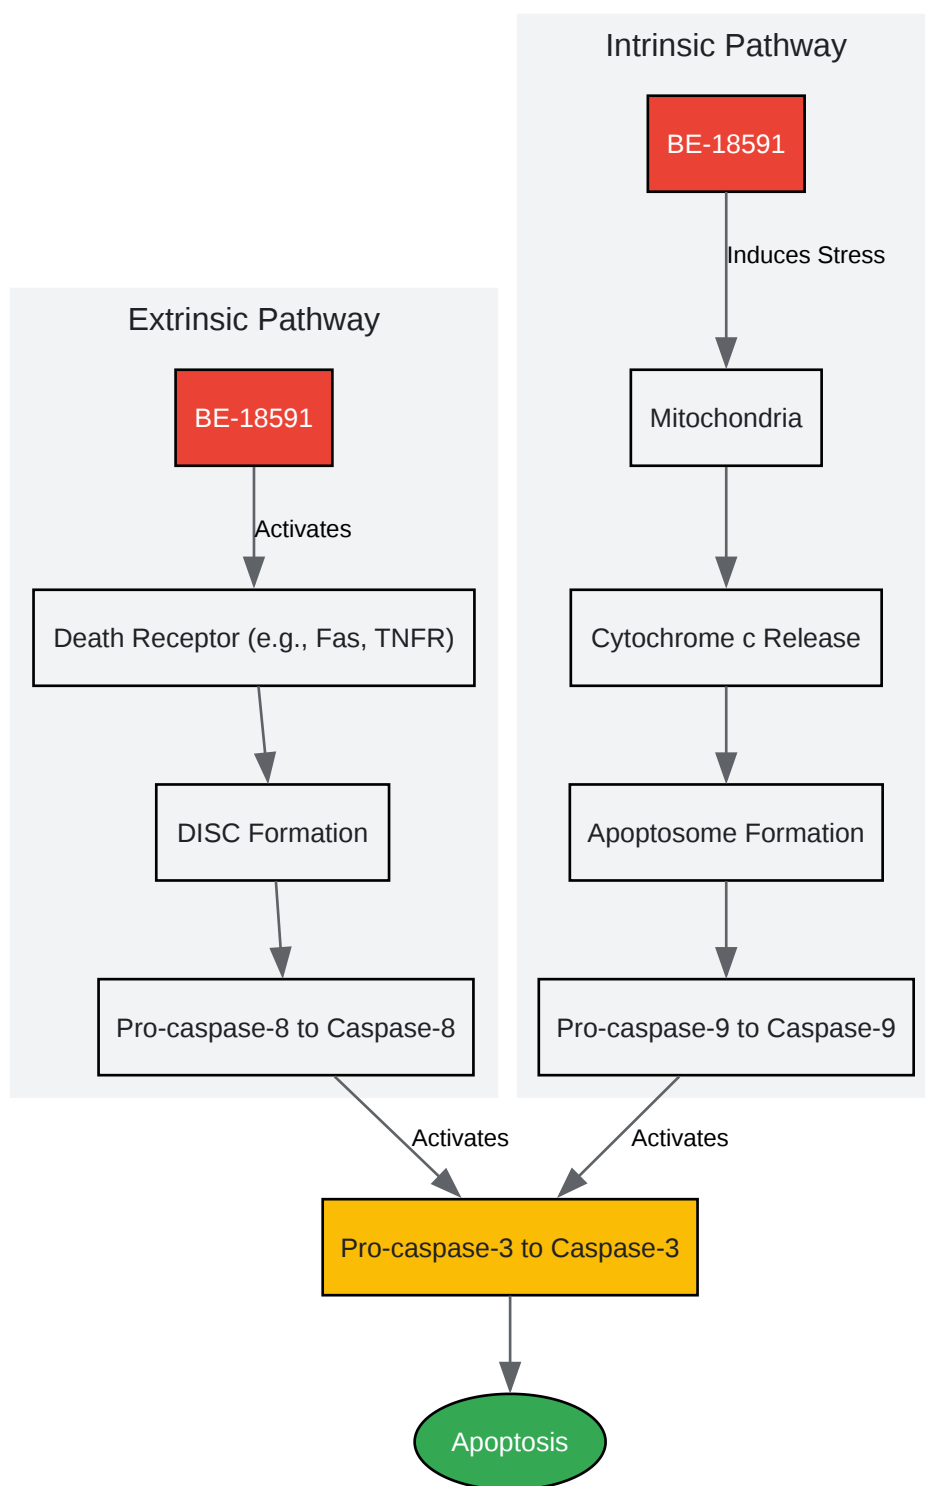 Intrinsic Pathway
BE-18591
Induces Stress
Mitochondria
Cytochrome c Release
Apoptosome Formation
Pro-caspase-9 to Caspase-9
Activates
Extrinsic Pathway
BE-18591
Activates
Death Receptor (e.g., Fas, TNFR)
DISC Formation
Pro-caspase-8 to Caspase-8
Activates
Pro-caspase-3 to Caspase-3
Apoptosis